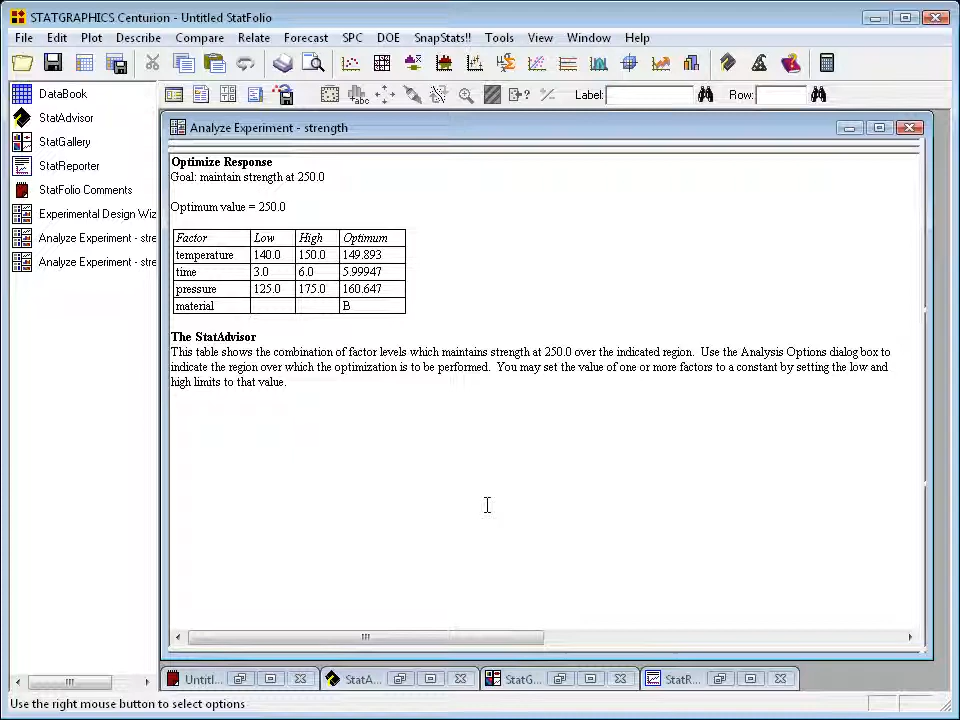 STATGRAPHICS Centurion - Untitled StatFolio
File Edit Plot Describe Compare Relate Forecast SPC DOE SnapStats!! Tools View Window Help
Label: Row:
DataBook
StatAdvisor
StatGallery
StatReporter
StatFolio Comments
Experimental Design Wiz
Analyze Experiment - stre
Analyze Experiment - stre
Analyze Experiment - strength
Optimize Response
Goal: maintain strength at 250.0
Optimum value = 250.0
Factor Low High Optimum
temperature 140.0 150.0 149.893
time 3.0 6.0 5.99947
pressure 125.0 175.0 160.647
material B
The StatAdvisor
This table shows the combination of factor levels which maintains strength at 250.0 over the indicated region. Use the Analysis Options dialog box to
indicate the region over which the optimization is to be performed. You may set the value of one or more factors to a constant by setting the low and
high limits to that value.
Untitl... StatA... StatG... StatR...
Use the right mouse button to select options